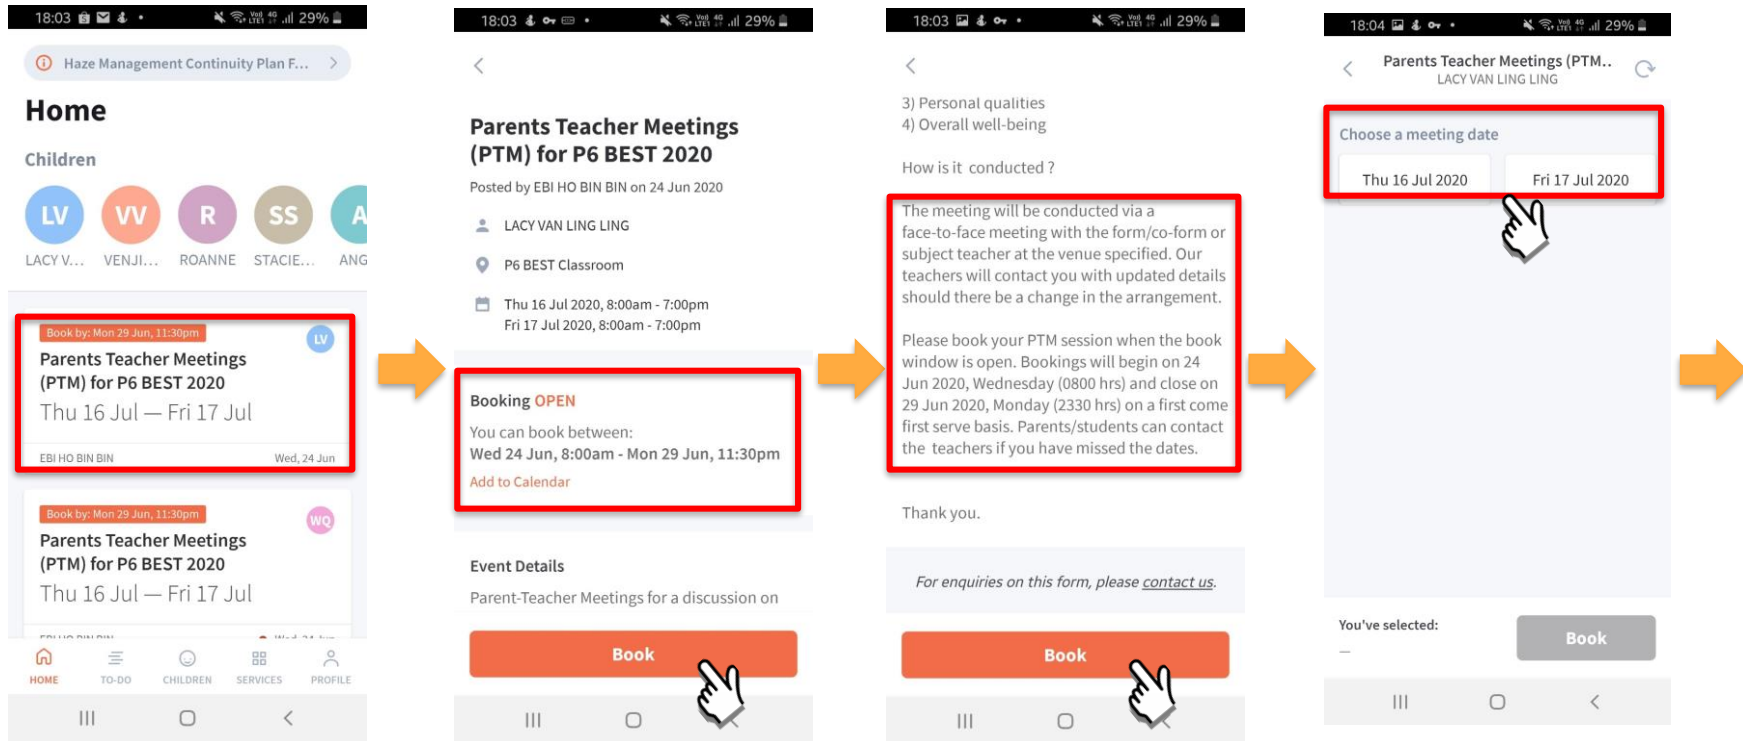 18:03
29%
Haze Management Continuity Plan F...
Home
Children
LV
VV
R
SS
A
LACY V...
VENJI...
ROANNE
STACIE...
ANG
Book by: Mon 29 Jun, 11:30pm
LV
Parents Teacher Meetings
(PTM) for P6 BEST 2020
Thu 16 Jul — Fri 17 Jul
EBI HO BIN BIN
Wed, 24 Jun
Book by: Mon 29 Jun, 11:30pm
WQ
Parents Teacher Meetings
(PTM) for P6 BEST 2020
Thu 16 Jul — Fri 17 Jul
HOME
TO-DO
CHILDREN
SERVICES
PROFILE
18:03
29%
Parents Teacher Meetings
(PTM) for P6 BEST 2020
Posted by EBI HO BIN BIN on 24 Jun 2020
LACY VAN LING LING
P6 BEST Classroom
Thu 16 Jul 2020, 8:00am - 7:00pm
Fri 17 Jul 2020, 8:00am - 7:00pm
Booking OPEN
You can book between:
Wed 24 Jun, 8:00am - Mon 29 Jun, 11:30pm
Add to Calendar
Event Details
Parent-Teacher Meetings for a discussion on
Book
18:03
29%
3) Personal qualities
4) Overall well-being
How is it conducted ?
The meeting will be conducted via a
face-to-face meeting with the form/co-form or
subject teacher at the venue specified. Our
teachers will contact you with updated details
should there be a change in the arrangement.
Please book your PTM session when the book
window is open. Bookings will begin on 24
Jun 2020, Wednesday (0800 hrs) and close on
29 Jun 2020, Monday (2330 hrs) on a first come
first serve basis. Parents/students can contact
the teachers if you have missed the dates.
Thank you.
For enquiries on this form, please contact us.
Book
18:04
29%
Parents Teacher Meetings (PTM..
LACY VAN LING LING
Choose a meeting date
Thu 16 Jul 2020
Fri 17 Jul 2020
You've selected:
—
Book